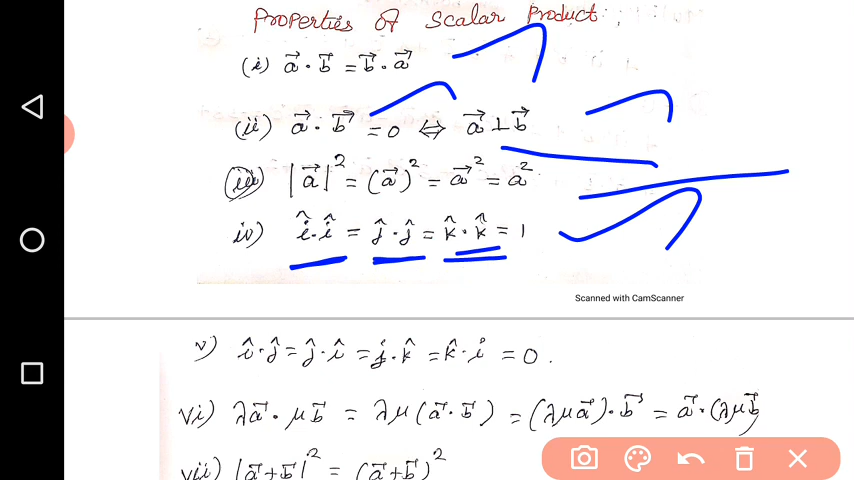 Properties of Scalar Product:
(i) a⃗ · b⃗ = b⃗ · a⃗
(ii) a⃗ · b⃗ = 0 ⇔ a⃗ ⊥ b⃗
(iii) |a⃗|² = (a⃗)² = a⃗² = a²
iv) î·î = ĵ·ĵ = k̂·k̂ = 1
Scanned with CamScanner
v) î·ĵ = ĵ·î = ĵ·k̂ = k̂·i = 0.
vi) λa⃗ · μb⃗ = λμ(a⃗ · b⃗) = (λμa⃗)·b⃗ = a⃗·(λμb⃗)
vii) |a⃗+b⃗|² = (a⃗+b⃗)²